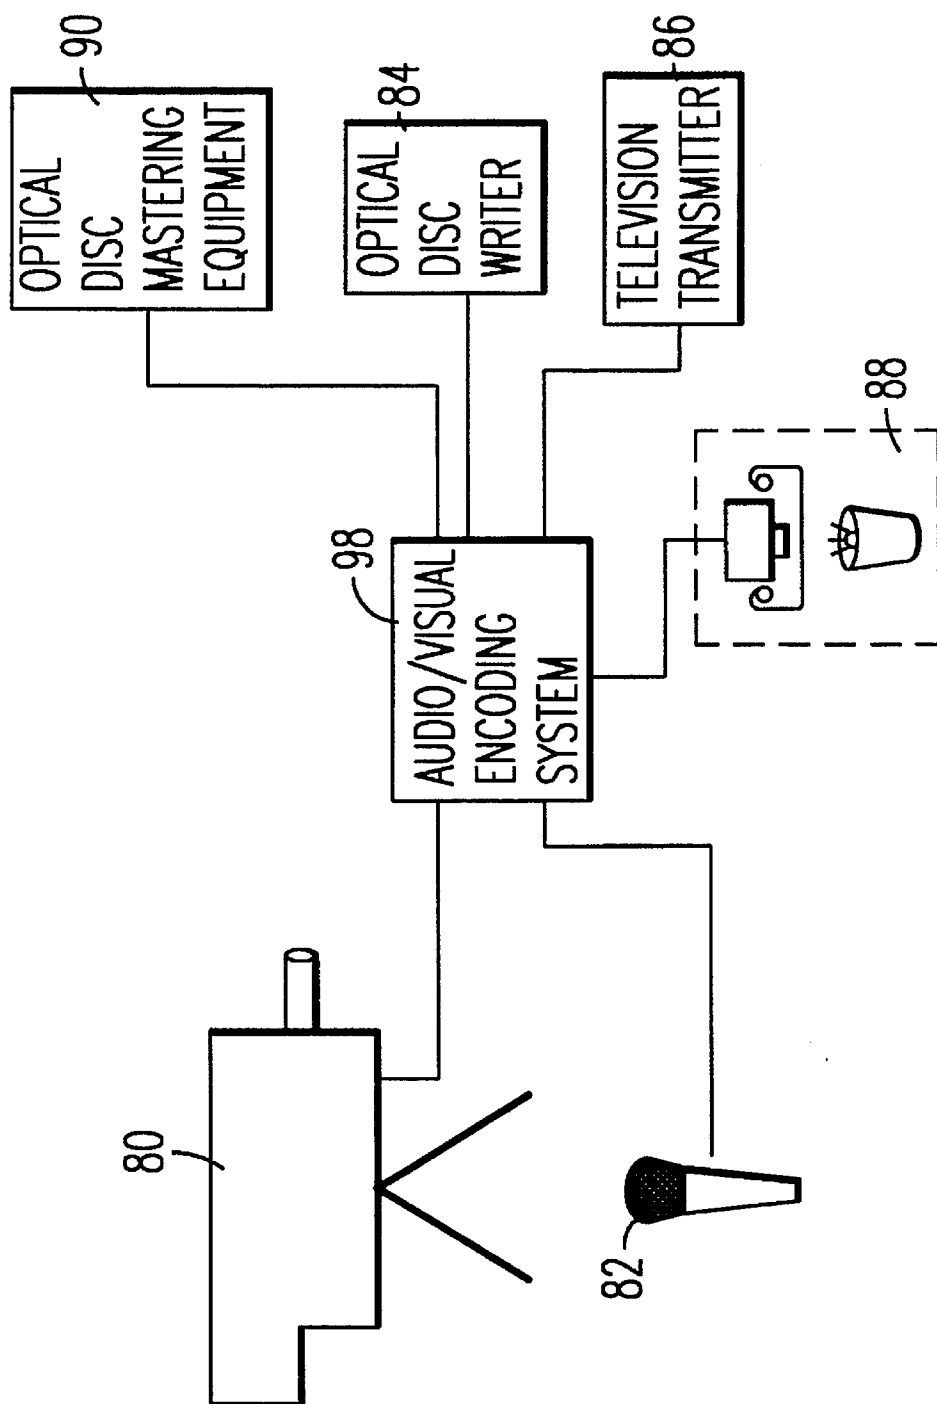 80
82
98
AUDIO/VISUAL
ENCODING
SYSTEM
90
OPTICAL
DISC
MASTERING
EQUIPMENT
84
OPTICAL
DISC
WRITER
86
TELEVISION
TRANSMITTER
88